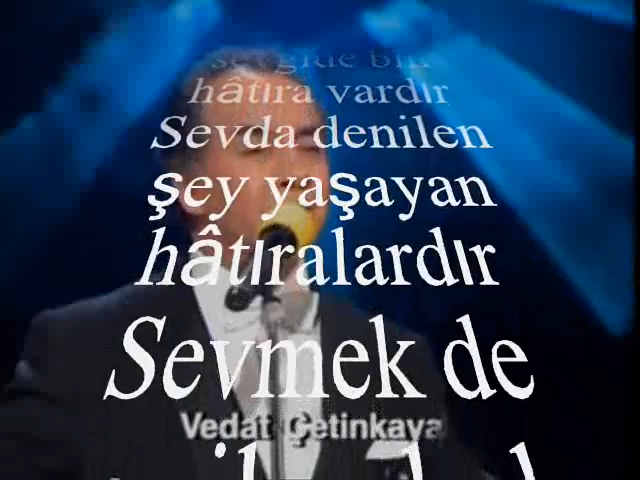 hâtıra vardır
Sevda denilen
şey yaşayan
hâtıralardır
Sevmek de
Vedat Çetinkaya